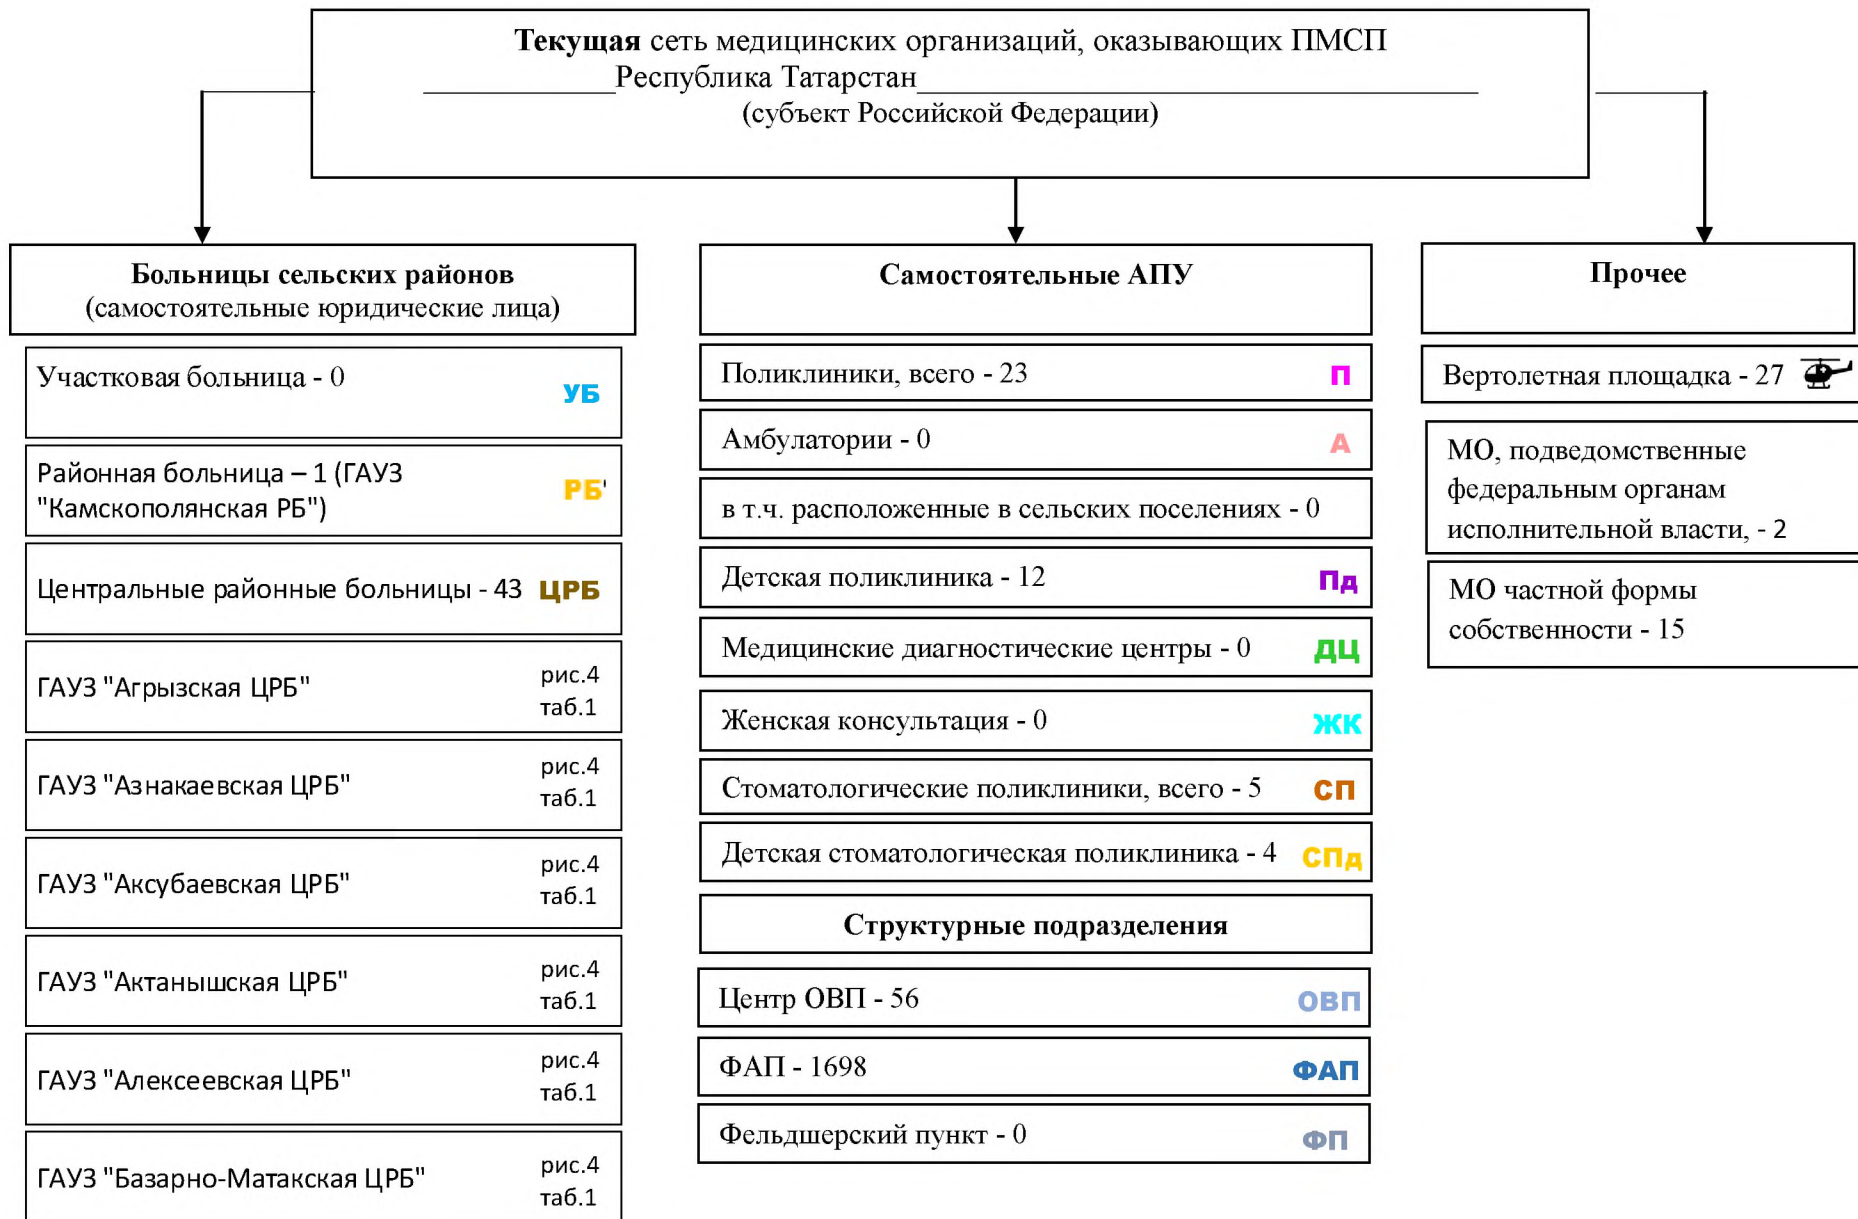 Текущая сеть медицинских организаций, оказывающих ПМСП
Республика Татарстан
(субъект Российской Федерации)
Больницы сельских районов
(самостоятельные юридические лица)
Участковая больница - 0
УБ
Районная больница – 1 (ГАУЗ
"Камскополянская РБ")
РБ
Центральные районные больницы - 43 ЦРБ
ГАУЗ "Агрызская ЦРБ"
рис.4
таб.1
ГАУЗ "Азнакаевская ЦРБ"
рис.4
таб.1
ГАУЗ "Аксубаевская ЦРБ"
рис.4
таб.1
ГАУЗ "Актанышская ЦРБ"
рис.4
таб.1
ГАУЗ "Алексеевская ЦРБ"
рис.4
таб.1
ГАУЗ "Базарно-Матакская ЦРБ"
рис.4
таб.1
Самостоятельные АПУ
Поликлиники, всего - 23 П
Амбулатории - 0 А
в т.ч. расположенные в сельских поселениях - 0
Детская поликлиника - 12 Пд
Медицинские диагностические центры - 0 ДЦ
Женская консультация - 0 ЖК
Стоматологические поликлиники, всего - 5 СП
Детская стоматологическая поликлиника - 4 СПд
Структурные подразделения
Центр ОВП - 56 ОВП
ФАП - 1698 ФАП
Фельдшерский пункт - 0 ФП
Прочее
Вертолетная площадка - 27
МО, подведомственные
федеральным органам
исполнительной власти, - 2
МО частной формы
собственности - 15